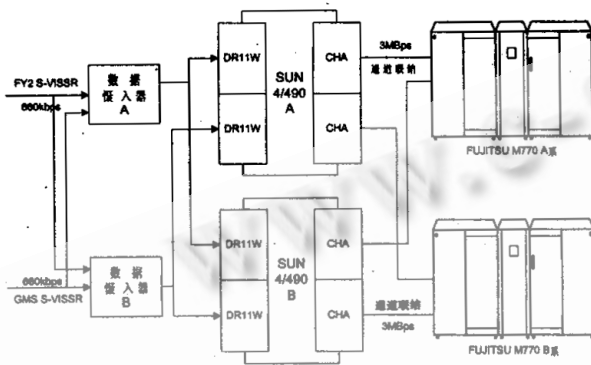 FY2 S-VISSR
660kbps
数据
慑入器
A
DR11W
DR11W
SUN
4/490
A
CHA
CHA
3MBps
通道联结
FUJITSU M770 A系
660kbps
GMS S-VISSR
数据
慑入器
B
DR11W
DR11W
SUN
4/490
B
CHA
CHA
通道联结
3MBps
FUJITSU M770 B系